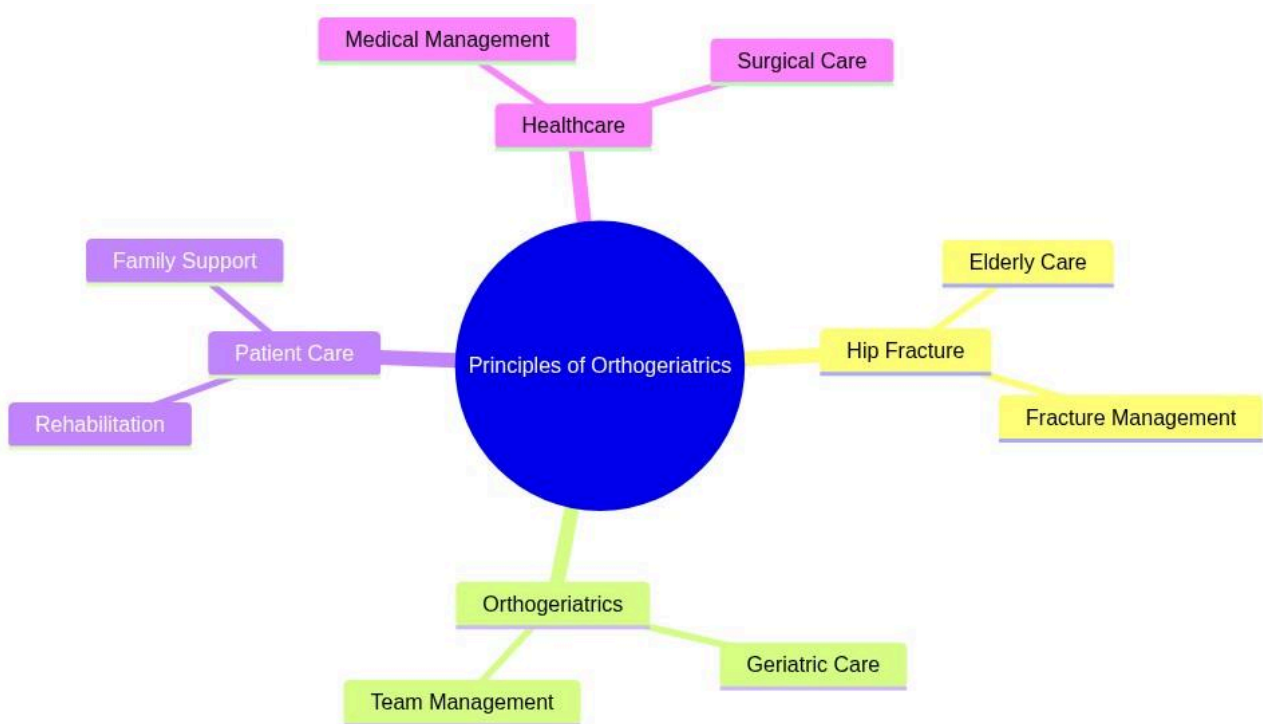 Medical Management
Surgical Care
Healthcare
Family Support
Elderly Care
Patient Care
Principles of Orthogeriatrics
Hip Fracture
Rehabilitation
Fracture Management
Orthogeriatrics
Geriatric Care
Team Management